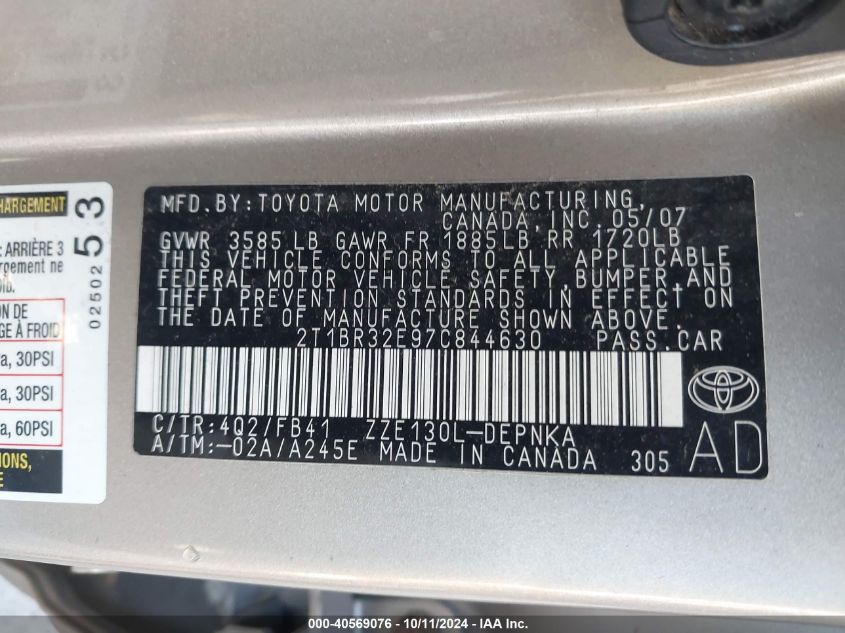 HARGEMENT
: ARRIÈRE 3
rgement ne
OID.
ON DE
GE À FROID
a, 30PSI
a, 30PSI
a, 60PSI
IONS,
E
02502 53
MFD.BY:TOYOTA MOTOR MANUFACTURING,
CANADA, INC. 05/07
GVWR 3585LB GAWR FR 1885LB RR 1720LB
THIS VEHICLE CONFORMS TO ALL APPLICABLE
FEDERAL MOTOR VEHICLE SAFETY,BUMPER,AND
THEFT PREVENTION STANDARDS IN EFFECT ON
THE DATE OF MANUFACTURE SHOWN ABOVE.
2T1BR32E97C844630 PASS.CAR
C/TR:4Q2/FB41 ZZE130L-DEPNKA
A/TM:-02A/A245E MADE IN CANADA 305
AD
000-40569076 / 10/11/2024 - IAA Inc.